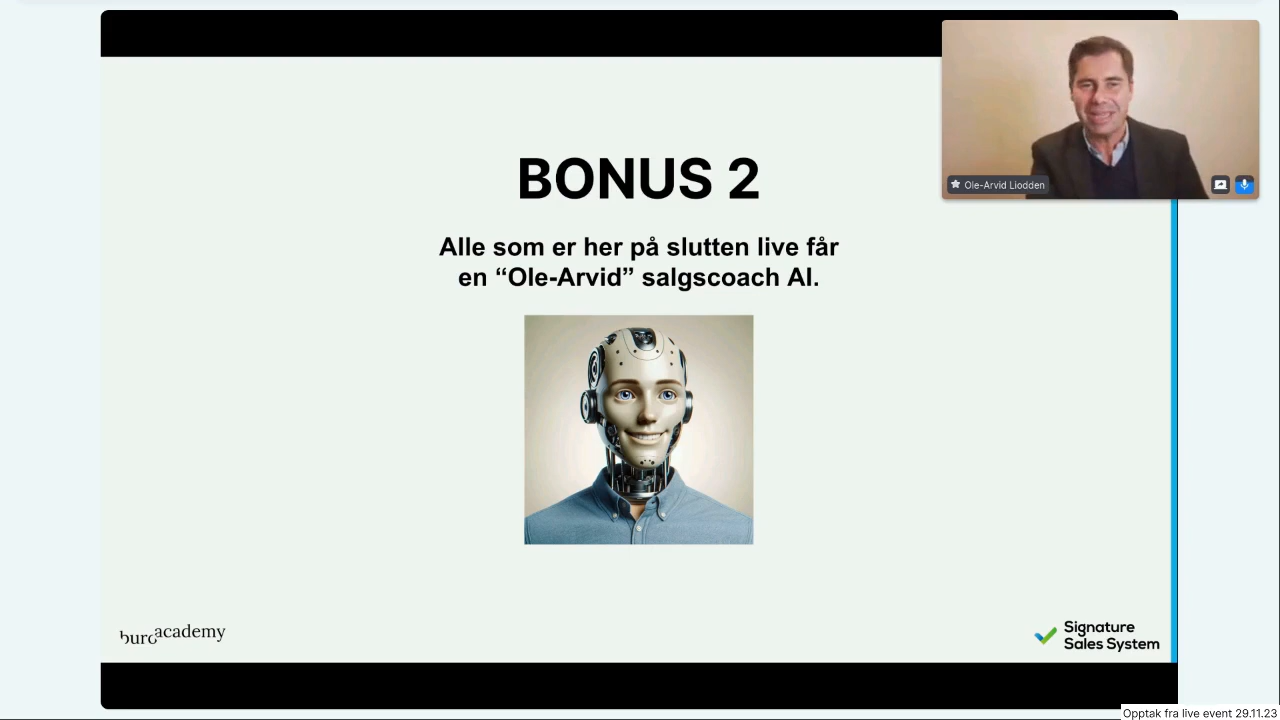 BONUS 2
Alle som er her på slutten live får
en “Ole-Arvid” salgscoach AI.
Ole-Arvid Liodden
buroacademy
Signature
Sales System
Opptak fra live event 29.11.23